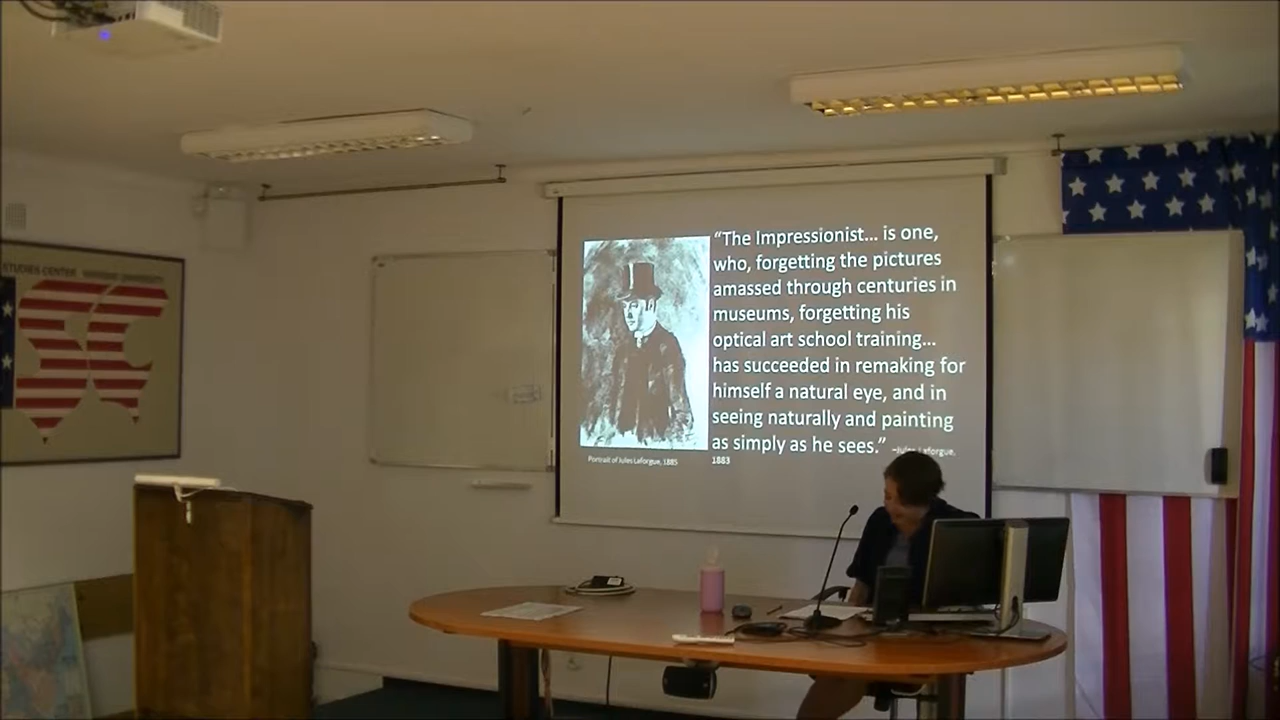 STUDIES CENTER
"The Impressionist... is one,
who, forgetting the pictures
amassed through centuries in
museums, forgetting his
optical art school training...
has succeeded in remaking for
himself a natural eye, and in
seeing naturally and painting
as simply as he sees." –Jules Laforgue,
1883
Portrait of Jules Laforgue, 1885